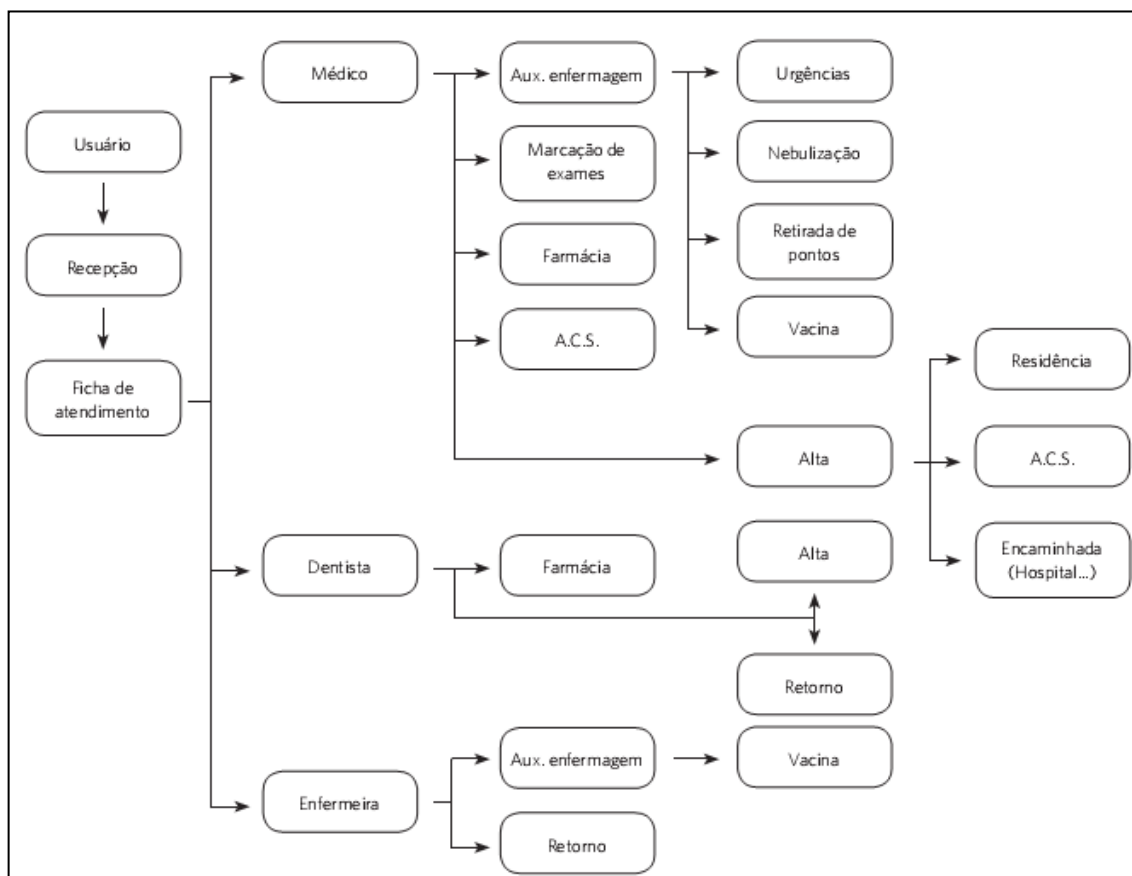 Usuário
Recepção
Ficha de
atendimento
Médico
Aux. enfermagem
Marcação de
exames
Farmácia
A.C.S.
Urgências
Nebulização
Retirada de
pontos
Vacina
Alta
Residência
A.C.S.
Encaminhada
(Hospital...)
Dentista
Farmácia
Alta
Retorno
Enfermeira
Aux. enfermagem
Vacina
Retorno